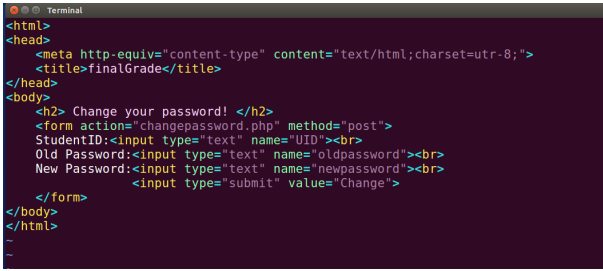 Terminal
<html>
<head>
    <meta http-equiv="content-type" content="text/html;charset=utf-8;">
    <title>finalGrade</title>
</head>
<body>
    <h2> Change your password! </h2>
    <form action="changepassword.php" method="post">
    StudentID:<input type="text" name="UID"><br>
    Old Password:<input type="text" name="oldpassword"><br>
    New Password:<input type="text" name="newpassword"><br>
                 <input type="submit" value="Change">
    </form>
</body>
</html>
~
~